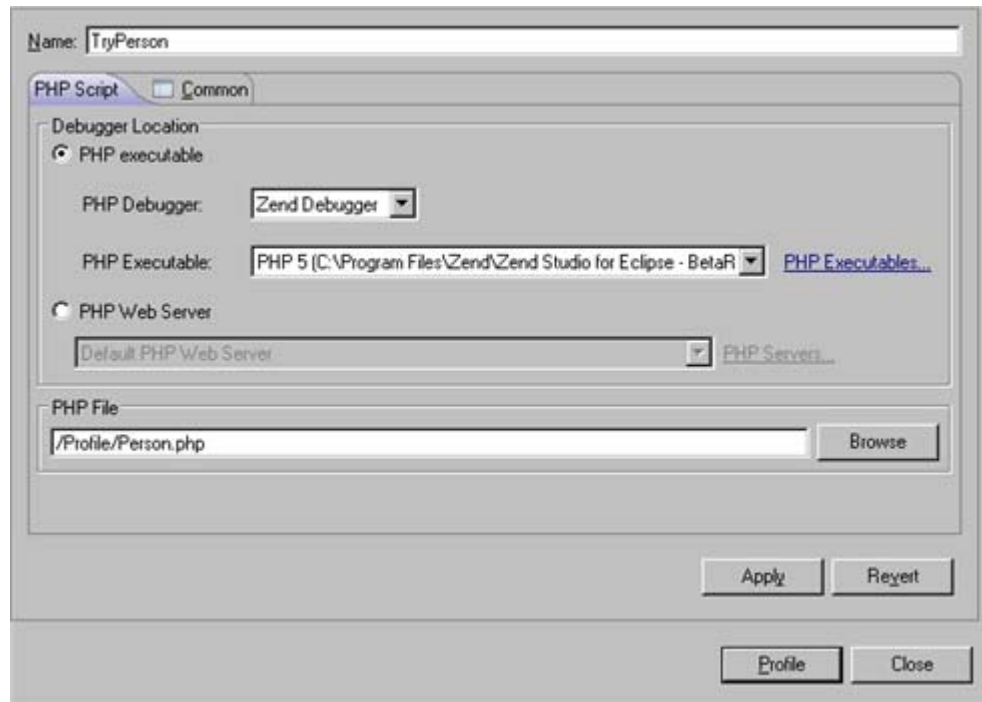 Name: TryPerson
PHP Script Common
Debugger Location
PHP executable
PHP Debugger: Zend Debugger
PHP Executable: PHP 5 (C:\Program Files\Zend\Zend Studio for Eclipse - BetaR PHP Executables...
PHP Web Server
Default PHP Web Server PHP Servers...
PHP File
/Profile/Person.php Browse
Apply Revert
Profile Close